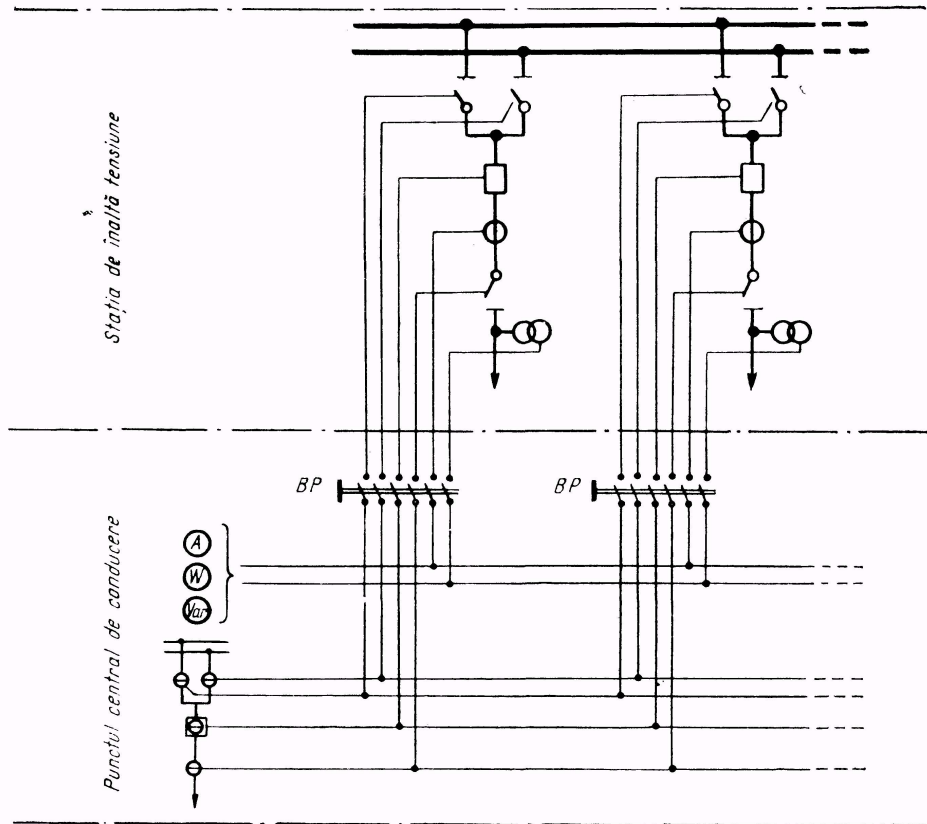 Stația de înaltă tensiune
BP
BP
Punctul central de conducere
A
W
Var